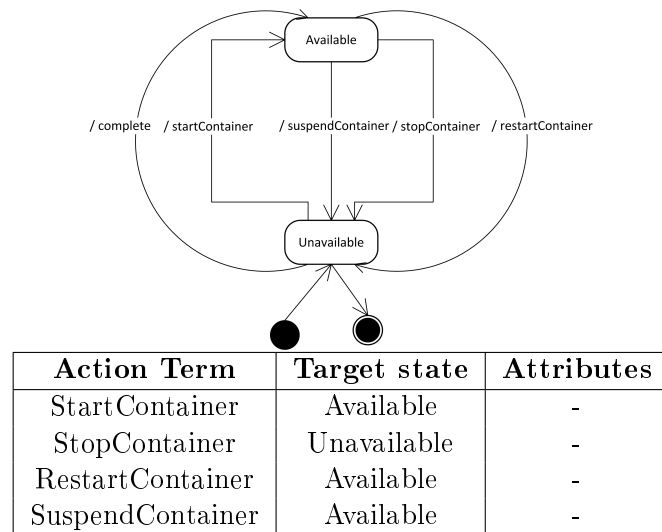 Available
/ complete / startContainer / suspendContainer / stopContainer / restartContainer
Unavailable
Action Term Target state Attributes
StartContainer Available -
StopContainer Unavailable -
RestartContainer Available -
SuspendContainer Available -